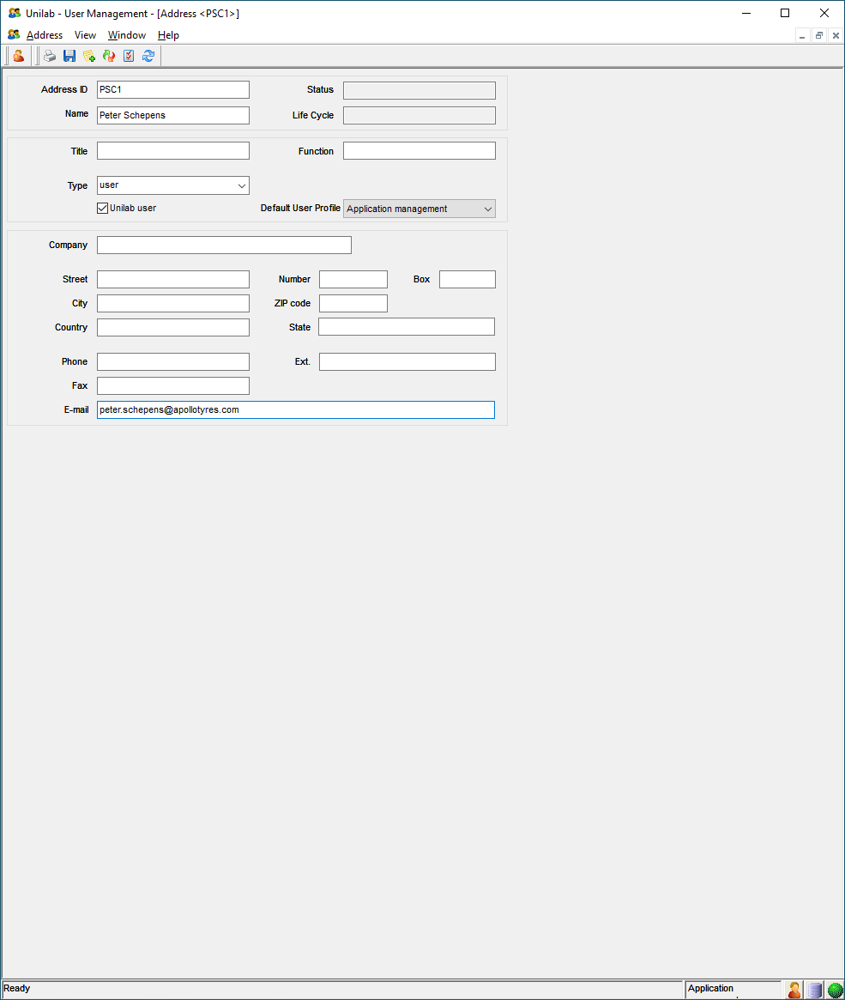 Unilab - User Management - [Address <PSC1>]
Address View Window Help
Address ID PSC1 Status
Name Peter Schepens Life Cycle
Title Function
Type user
Unilab user Default User Profile Application management
Company
Street Number Box
City ZIP code
Country State
Phone Ext.
Fax
E-mail peter.schepens@apollotyres.com
Ready Application